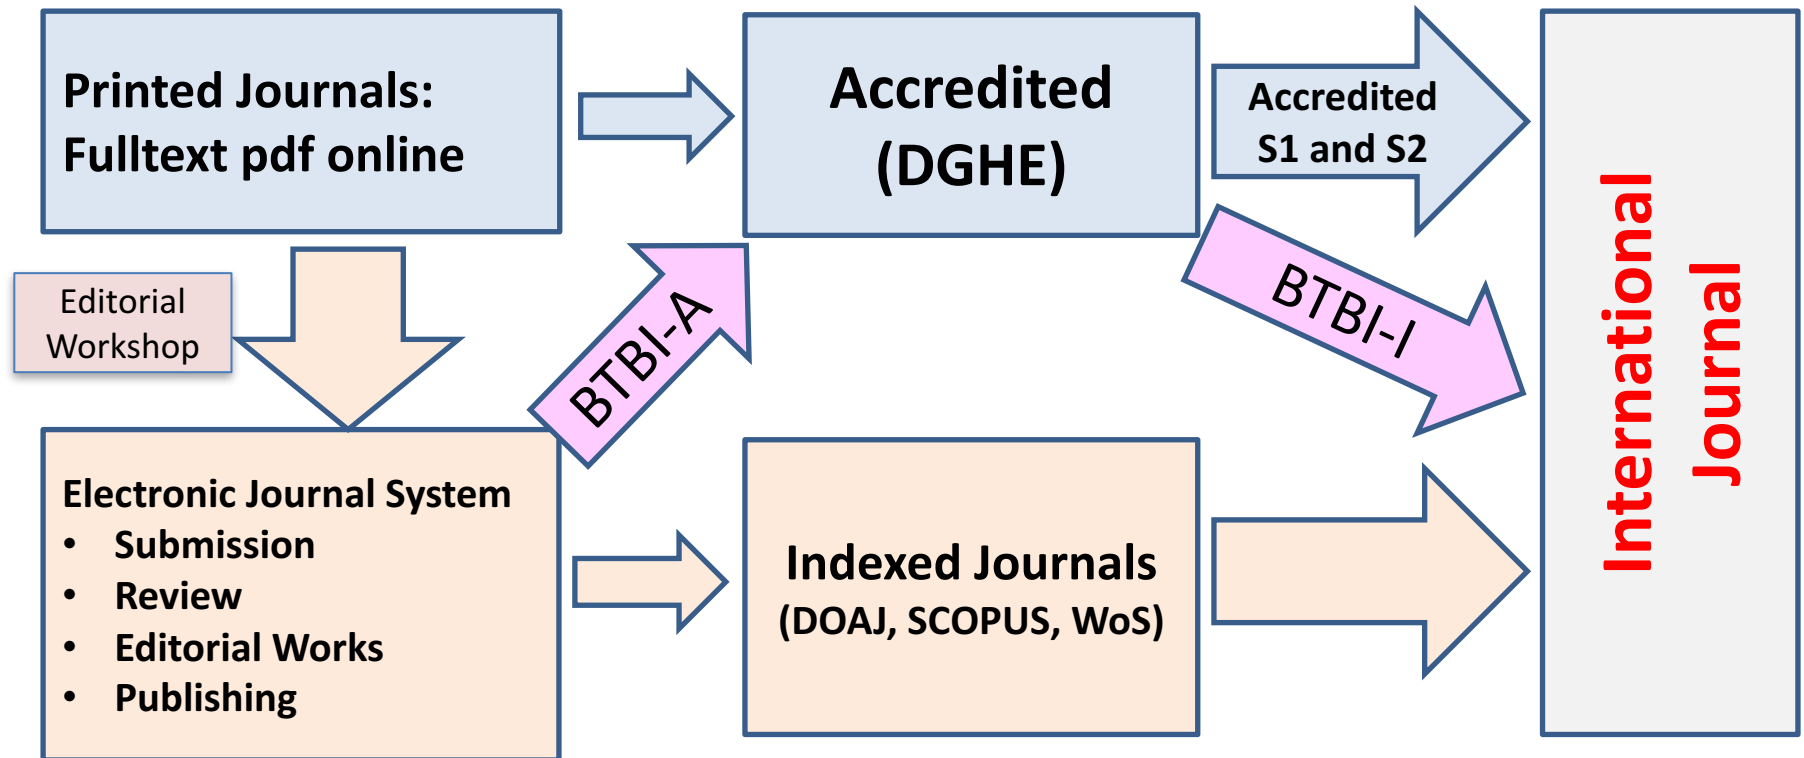 Printed Journals:
Fulltext pdf online
Accredited
(DGHE)
Accredited
S1 and S2
International
Journal
Editorial
Workshop
BTBI-A
BTBI-I
Electronic Journal System
• Submission
• Review
• Editorial Works
• Publishing
Indexed Journals
(DOAJ, SCOPUS, WoS)